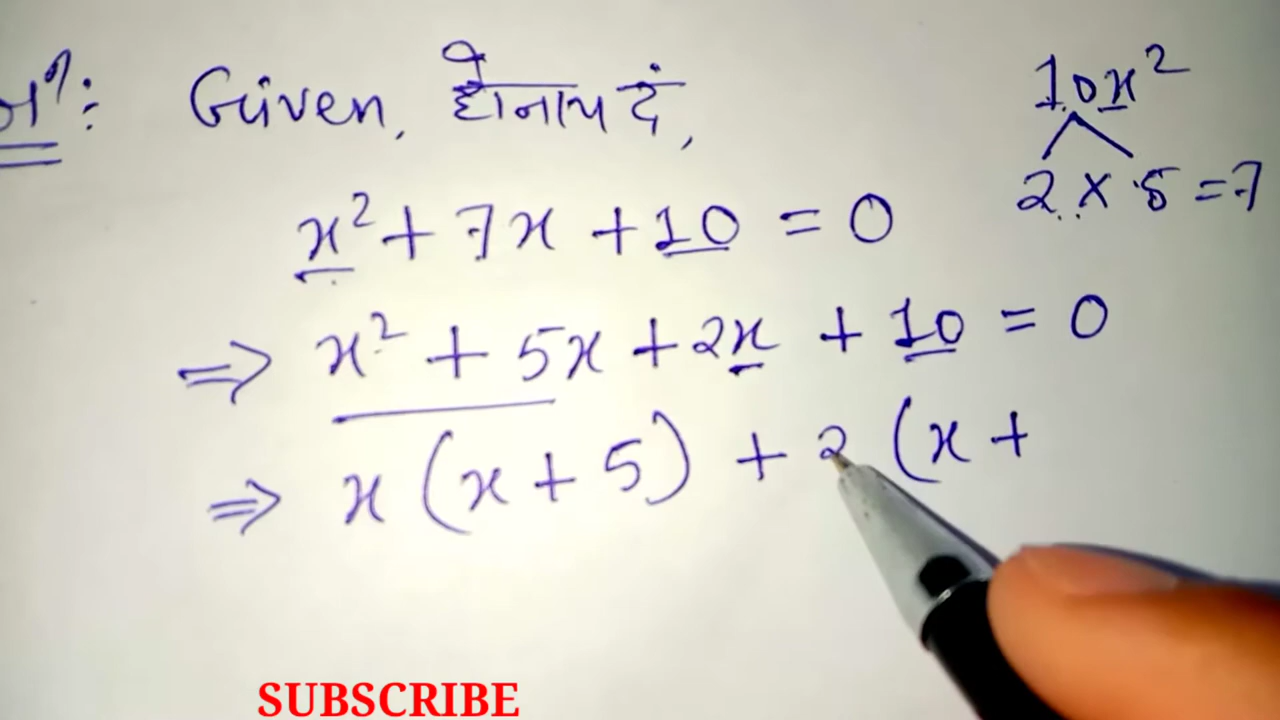 Given,
x² + 7x + 10 = 0
⇒ x² + 5x + 2x + 10 = 0
⇒ x (x + 5) + 2 (x +
10x²
2 × 5 = 7
SUBSCRIBE